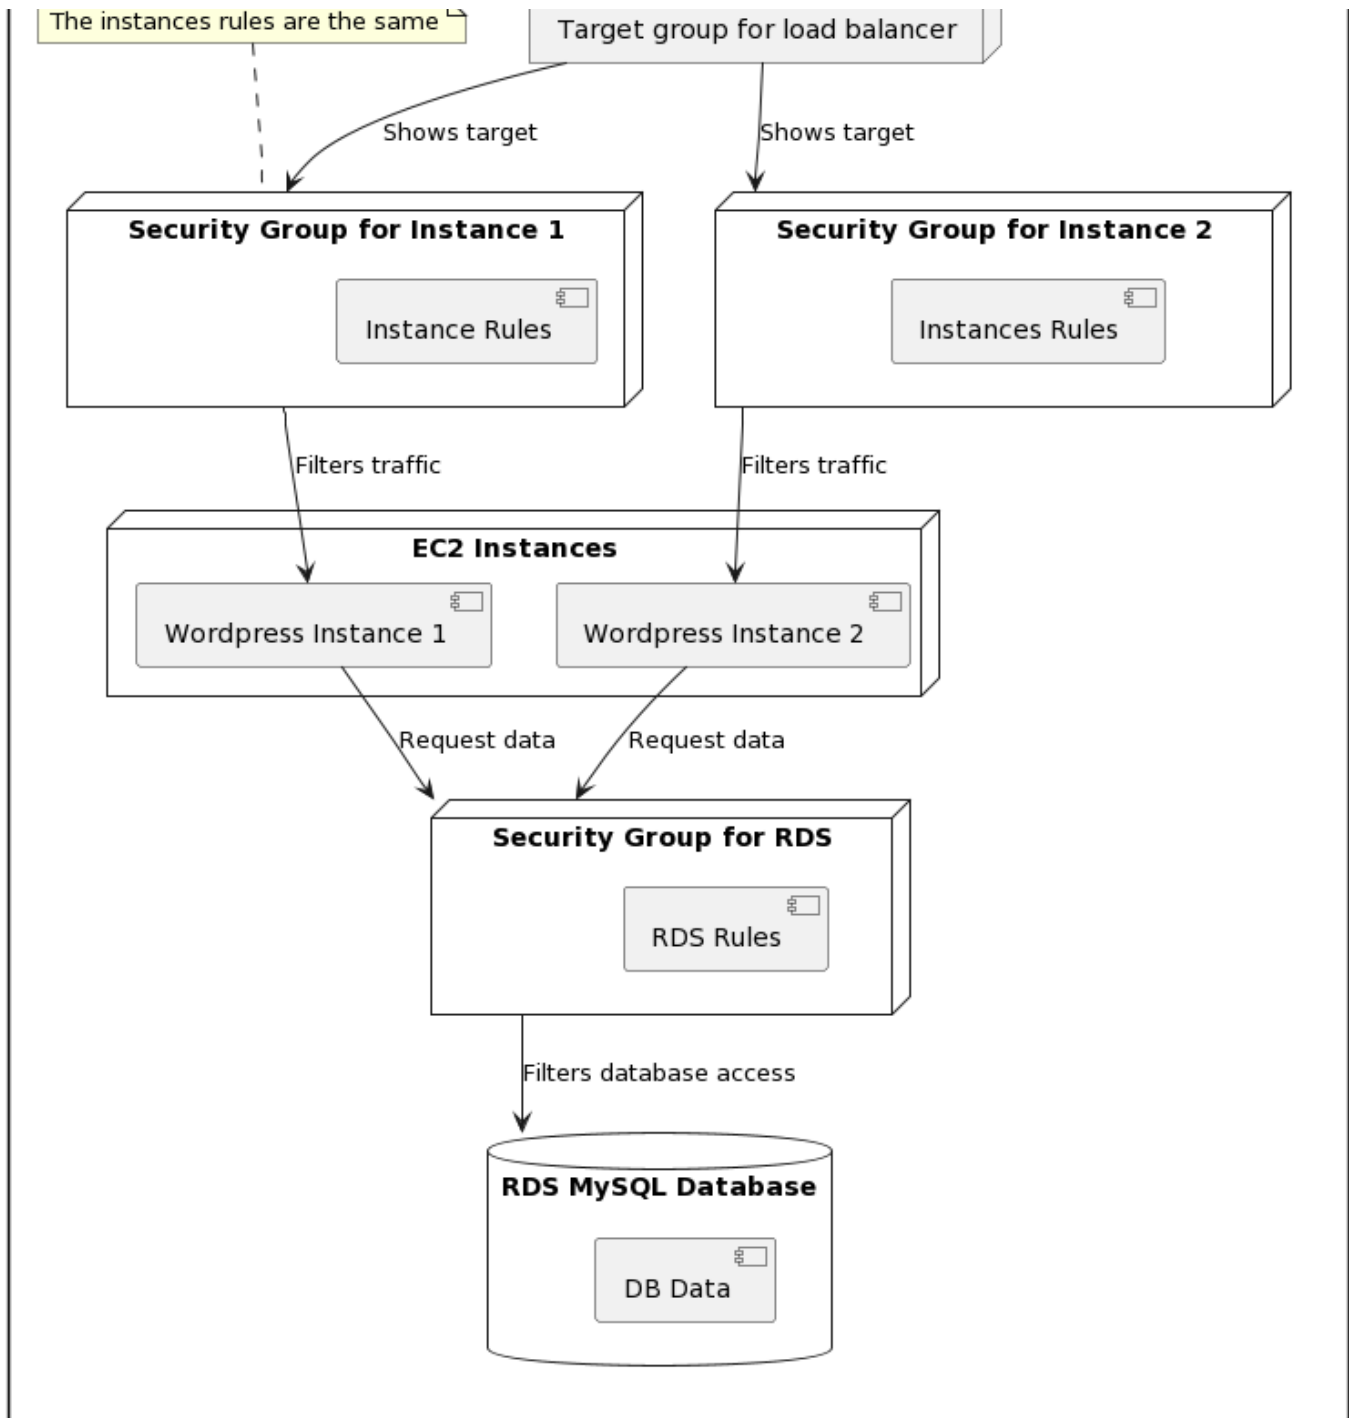 The instances rules are the same
Target group for load balancer
Shows target
Shows target
Security Group for Instance 1
Security Group for Instance 2
Instance Rules
Instances Rules
Filters traffic
Filters traffic
EC2 Instances
Wordpress Instance 1
Wordpress Instance 2
Request data
Request data
Security Group for RDS
RDS Rules
Filters database access
RDS MySQL Database
DB Data